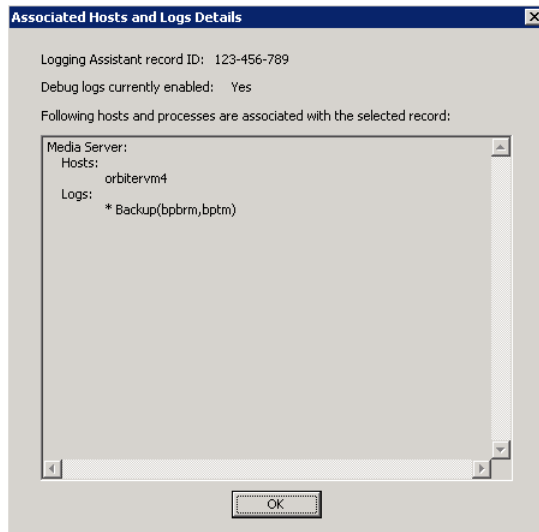 Associated Hosts and Logs Details
Logging Assistant record ID: 123-456-789
Debug logs currently enabled: Yes
Following hosts and processes are associated with the selected record:
Media Server:
Hosts:
orbitervm4
Logs:
* Backup(bpbrm,bptm)
OK